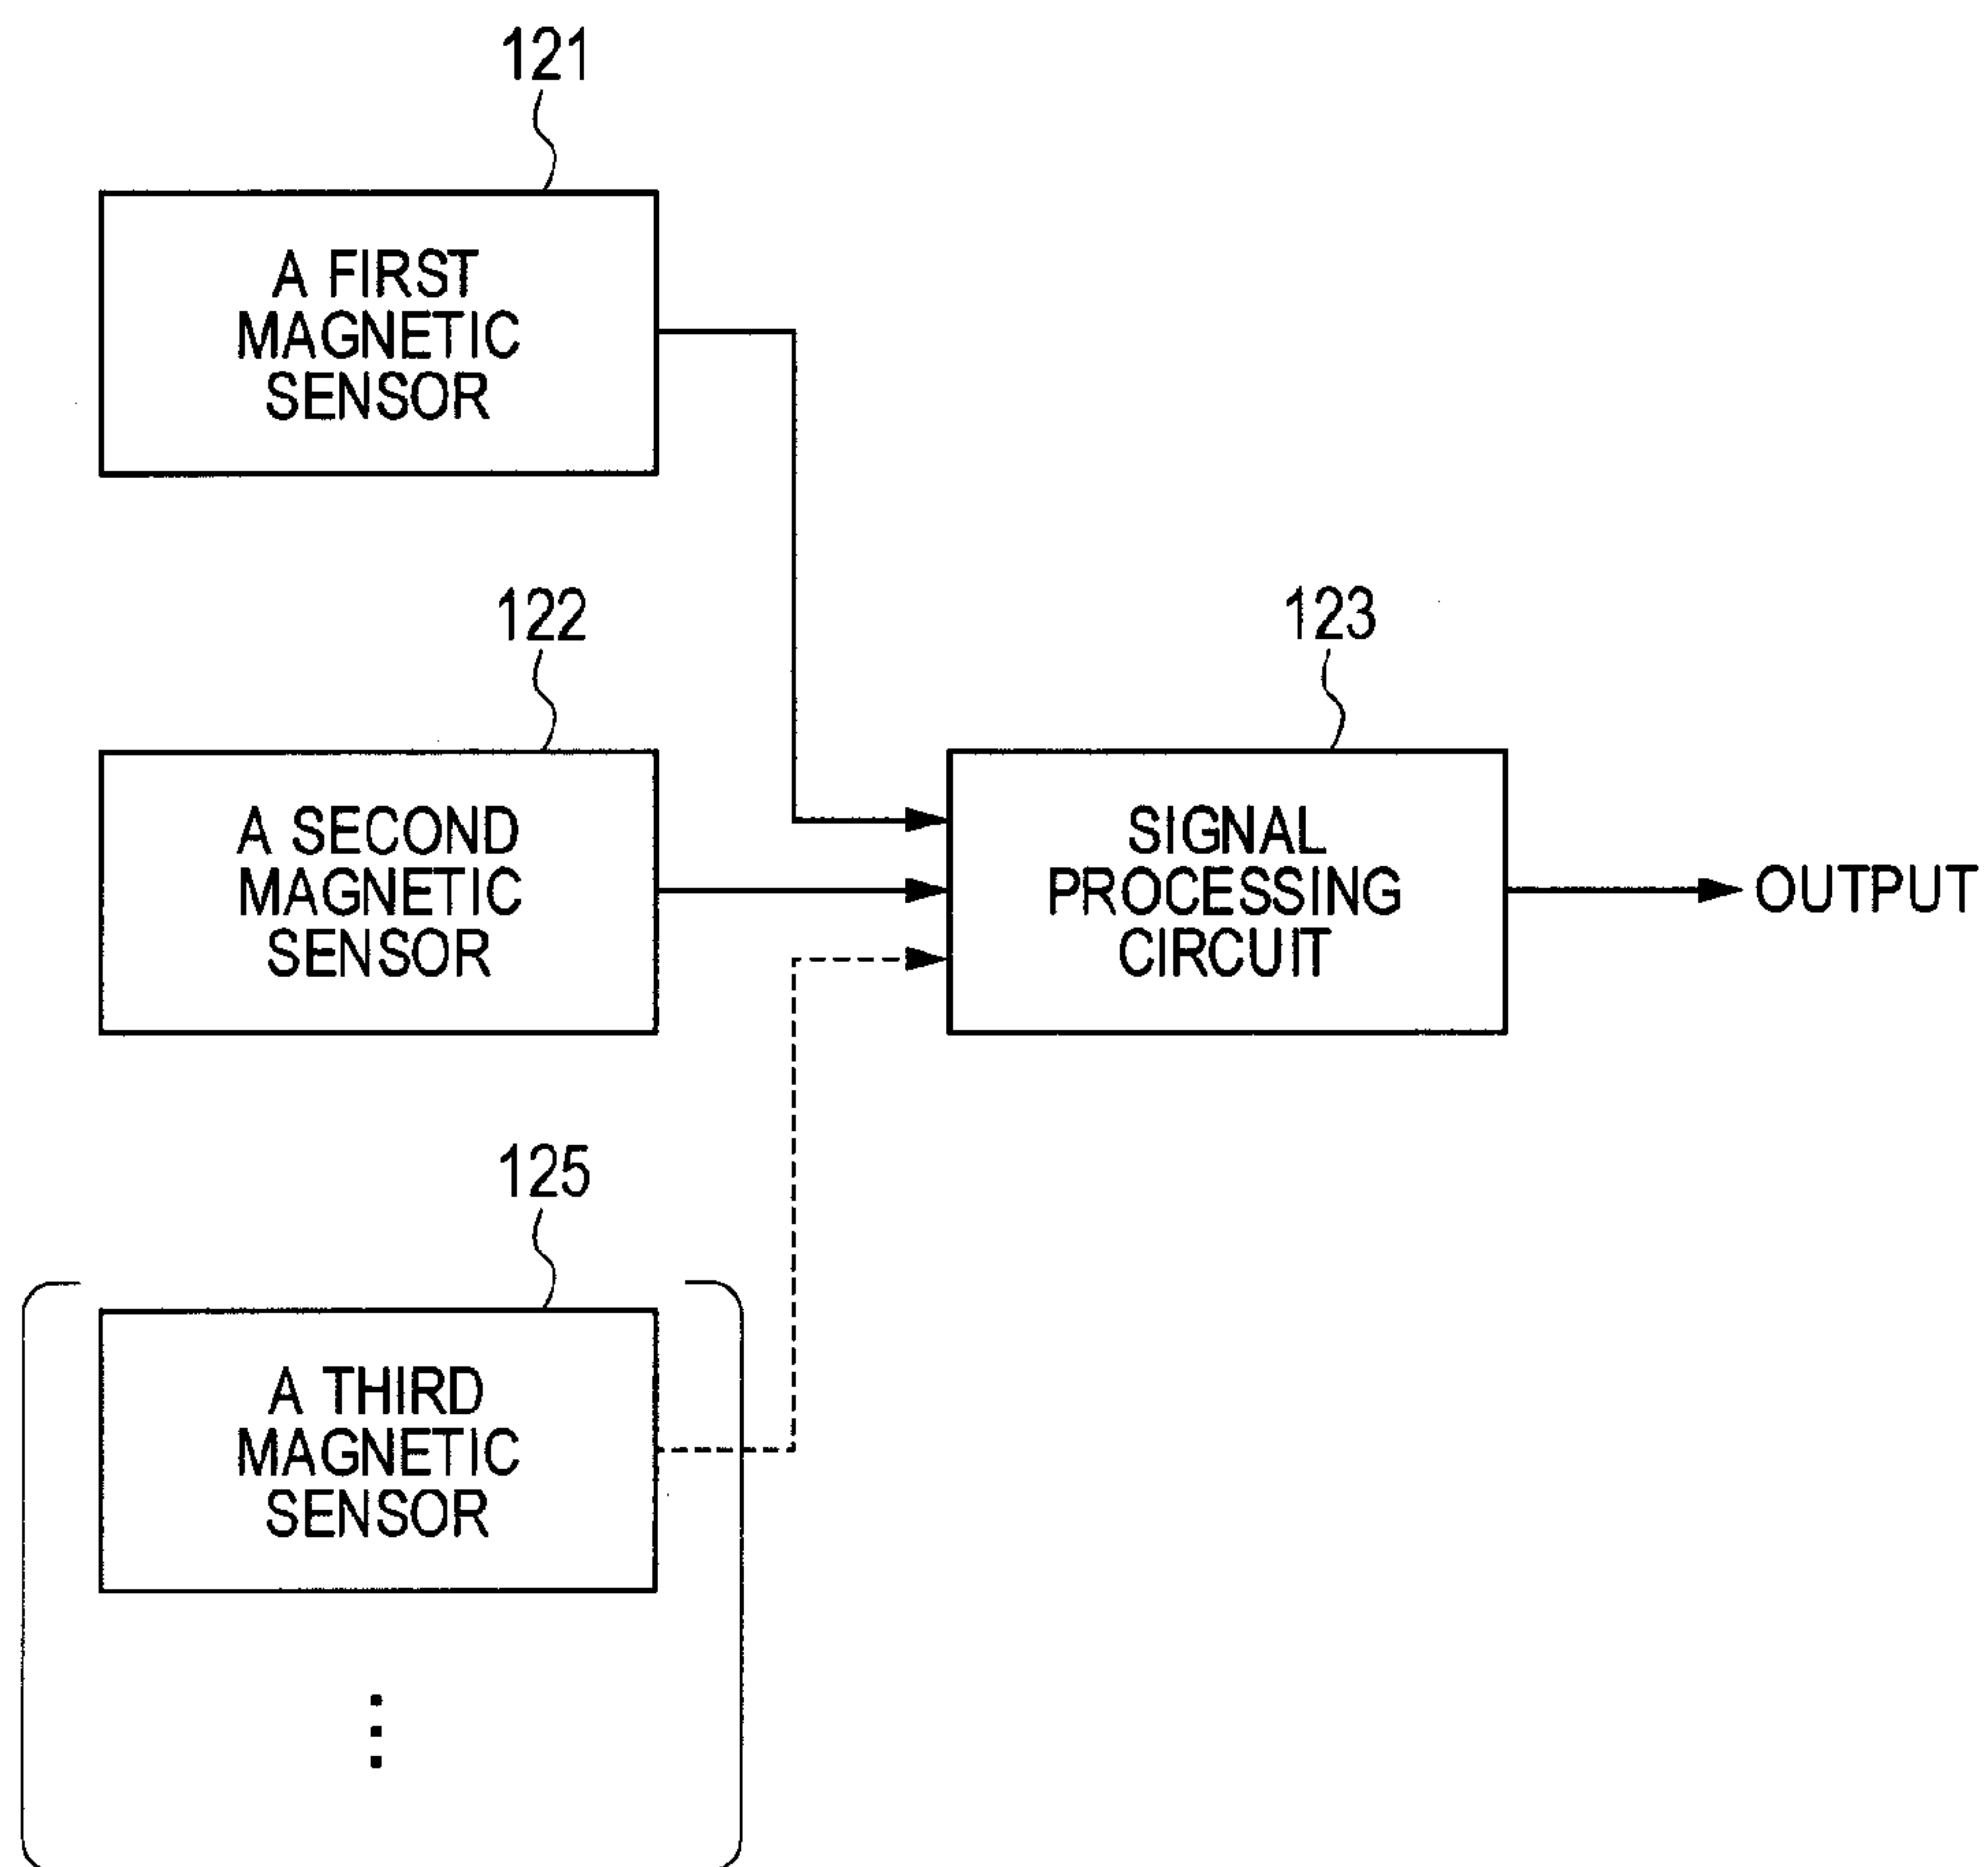 121
A FIRST
MAGNETIC
SENSOR
122
A SECOND
MAGNETIC
SENSOR
123
SIGNAL
PROCESSING
CIRCUIT
OUTPUT
125
A THIRD
MAGNETIC
SENSOR